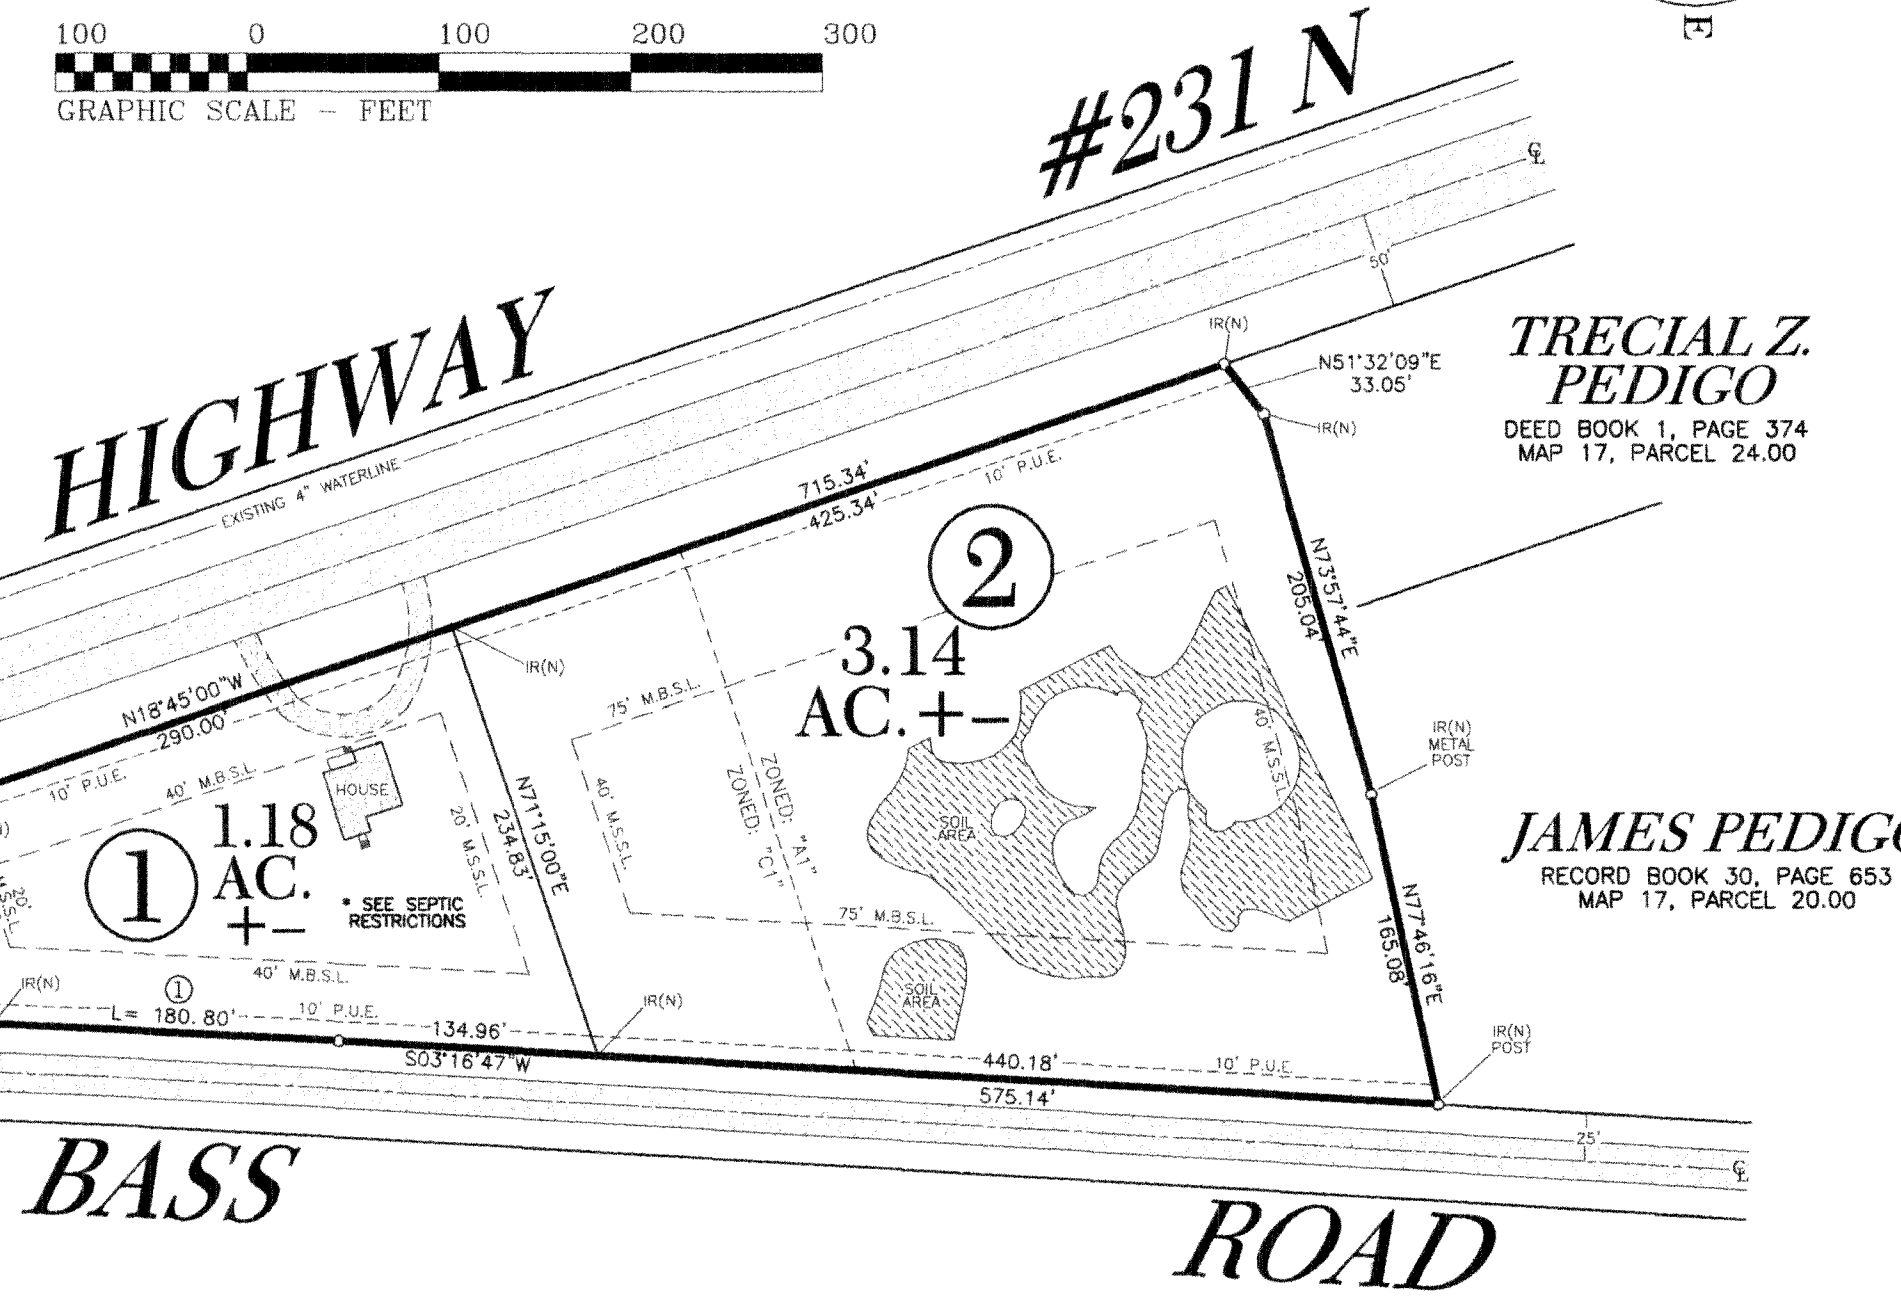 100 0 100 200 300
GRAPHIC SCALE - FEET
E
#231 N
HIGHWAY
EXISTING 4" WATERLINE
℄
50'
IR(N)
N51°32'09"E
33.05'
IR(N)
TRECIAL Z.
PEDIGO
DEED BOOK 1, PAGE 374
MAP 17, PARCEL 24.00
715.34'
425.34'
10' P.U.E.
2
3.14
AC. +-
N73°57'44"E
205.04'
IR(N)
N18°45'00"W
290.00'
10' P.U.E.
40' M.B.S.L.
75' M.B.S.L.
HOUSE
1
1.18
AC.
+-
* SEE SEPTIC
RESTRICTIONS
20' M.S.S.L.
20'
M.S.S.L.
N71°15'00"E
234.83'
40' M.S.S.L.
ZONED: "A1"
ZONED: "C1"
SOIL
AREA
40' M.S.S.L.
IR(N)
METAL
POST
JAMES PEDIGO
RECORD BOOK 30, PAGE 653
MAP 17, PARCEL 20.00
N77°46'16"E
165.08'
75' M.B.S.L.
SOIL
AREA
40' M.B.S.L.
IR(N)
1
L= 180.80'
10' P.U.E.
134.96'
S03°16'47"W
IR(N)
440.18'
575.14'
10' P.U.E.
IR(N)
POST
25'
℄
BASS
ROAD